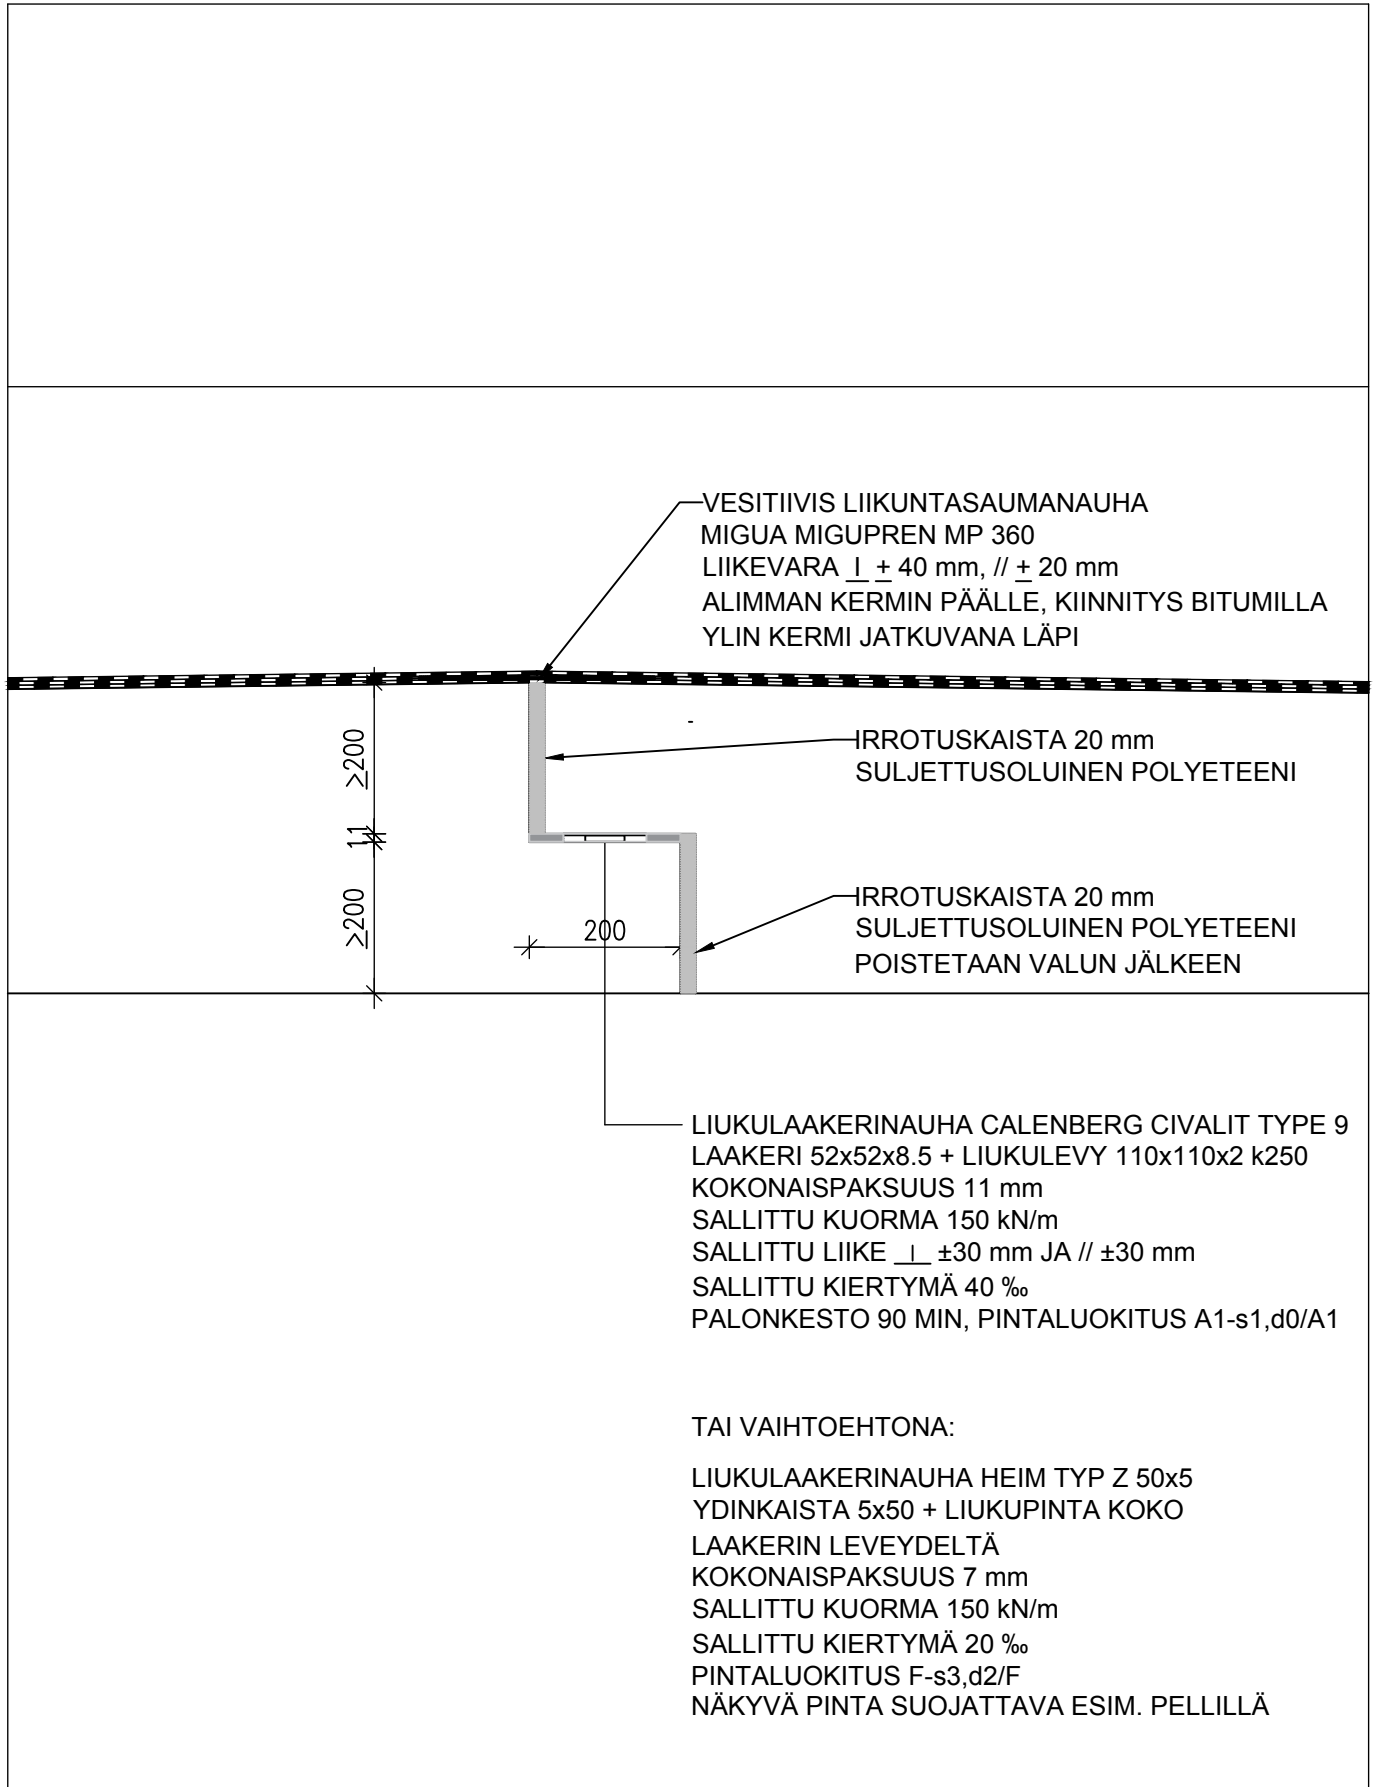 VESITIIVIS LIIKUNTASAUMANAUHA
MIGUA MIGUPREN MP 360
LIIKEVARA _|_ ± 40 mm, // ± 20 mm
ALIMMAN KERMIN PÄÄLLE, KIINNITYS BITUMILLA
YLIN KERMI JATKUVANA LÄPI
≥200
IRROTUSKAISTA 20 mm
SULJETTUSOLUINEN POLYETEENI
11
≥200
200
IRROTUSKAISTA 20 mm
SULJETTUSOLUINEN POLYETEENI
POISTETAAN VALUN JÄLKEEN
LIUKULAAKERINAUHA CALENBERG CIVALIT TYPE 9
LAAKERI 52x52x8.5 + LIUKULEVY 110x110x2 k250
KOKONAISPAKSUUS 11 mm
SALLITTU KUORMA 150 kN/m
SALLITTU LIIKE _|_ ±30 mm JA // ±30 mm
SALLITTU KIERTYMÄ 40 ‰
PALONKESTO 90 MIN, PINTALUOKITUS A1-s1,d0/A1
TAI VAIHTOEHTONA:
LIUKULAAKERINAUHA HEIM TYP Z 50x5
YDINKAISTA 5x50 + LIUKUPINTA KOKO
LAAKERIN LEVEYDELTÄ
KOKONAISPAKSUUS 7 mm
SALLITTU KUORMA 150 kN/m
SALLITTU KIERTYMÄ 20 ‰
PINTALUOKITUS F-s3,d2/F
NÄKYVÄ PINTA SUOJATTAVA ESIM. PELLILLÄ